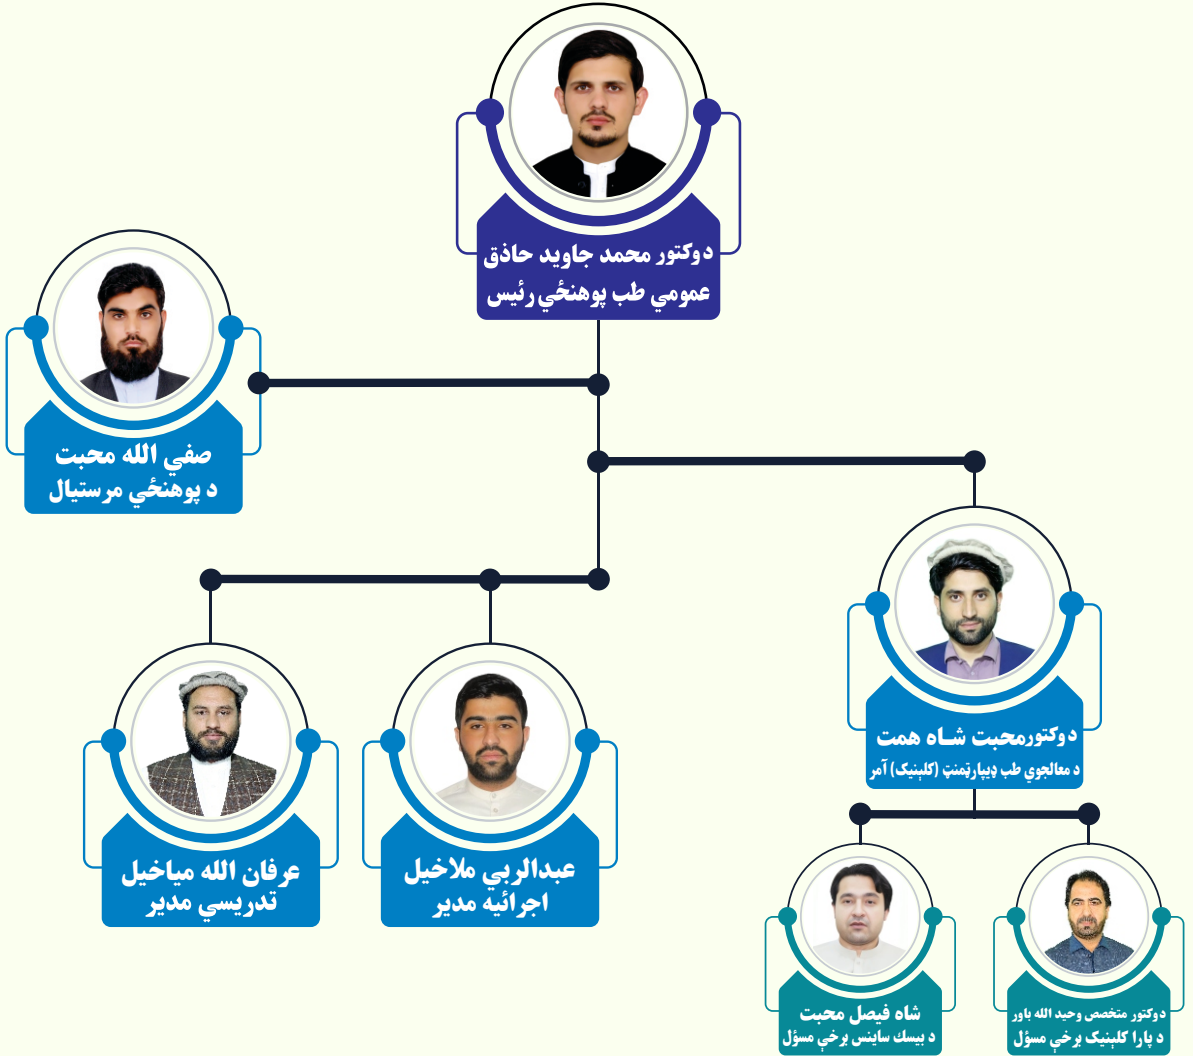 دوکتور محمد جاوید حاذق
عمومي طب پوهنځي رئیس
صفي الله محبت
د پوهنځي مرستیال
دوکتورمحبت شاه همت
د معالجوي طب ډیپارټمنټ (کلېنیک) آمر
عرفان الله میاخیل
تدریسي مدیر
عبدالربي ملاخیل
اجرائیه مدیر
شاه فیصل محبت
د بیسک ساینس برخې مسؤل
دوکتور متخصص وحید الله باور
د پارا کلېنیک برخې مسؤل